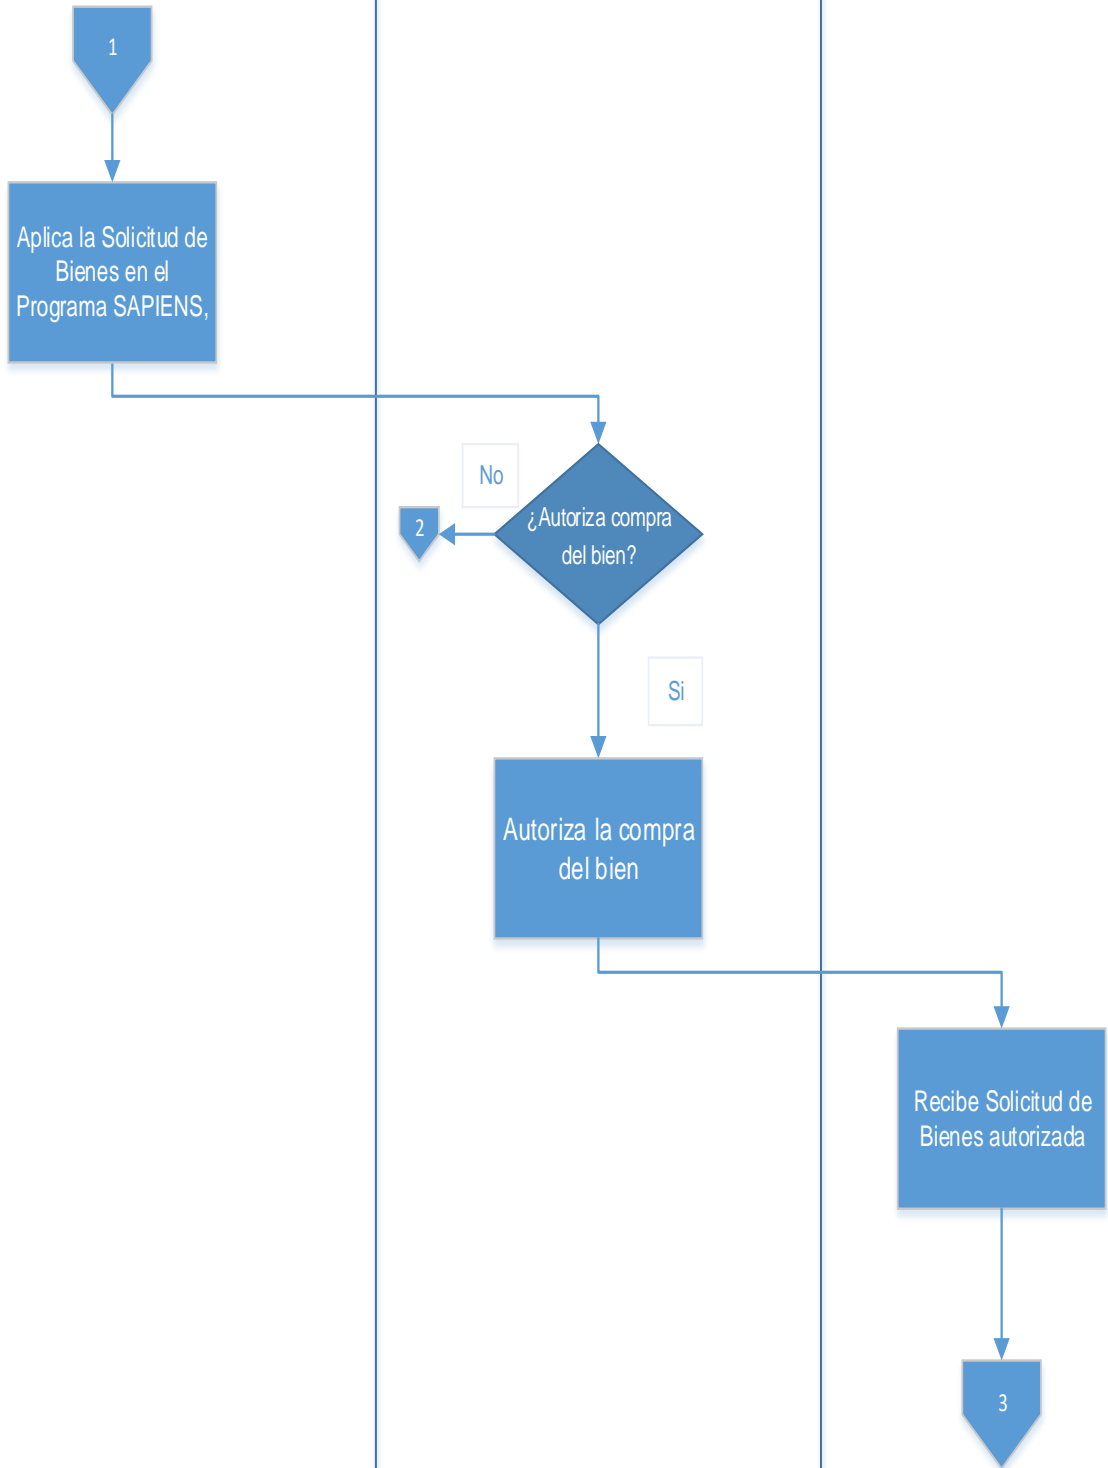 1
Aplica la Solicitud de
Bienes en el
Programa SAPIENS,
No
2
¿Autoriza compra
del bien?
Si
Autoriza la compra
del bien
Recibe Solicitud de
Bienes autorizada
3